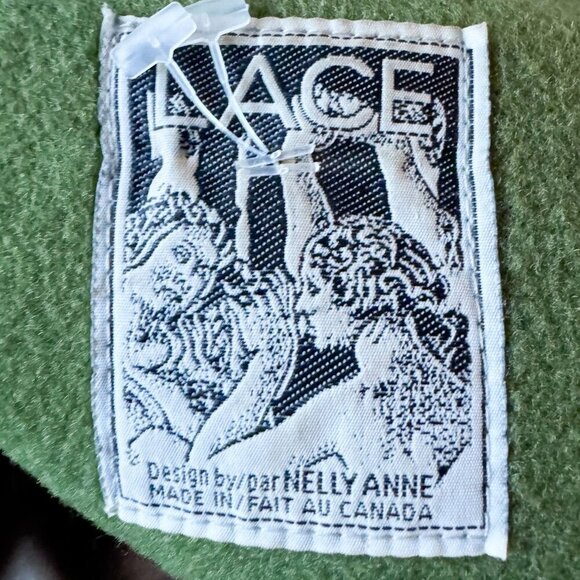 LACE
Design by/par NELLY ANNE
MADE IN/FAIT AU CANADA